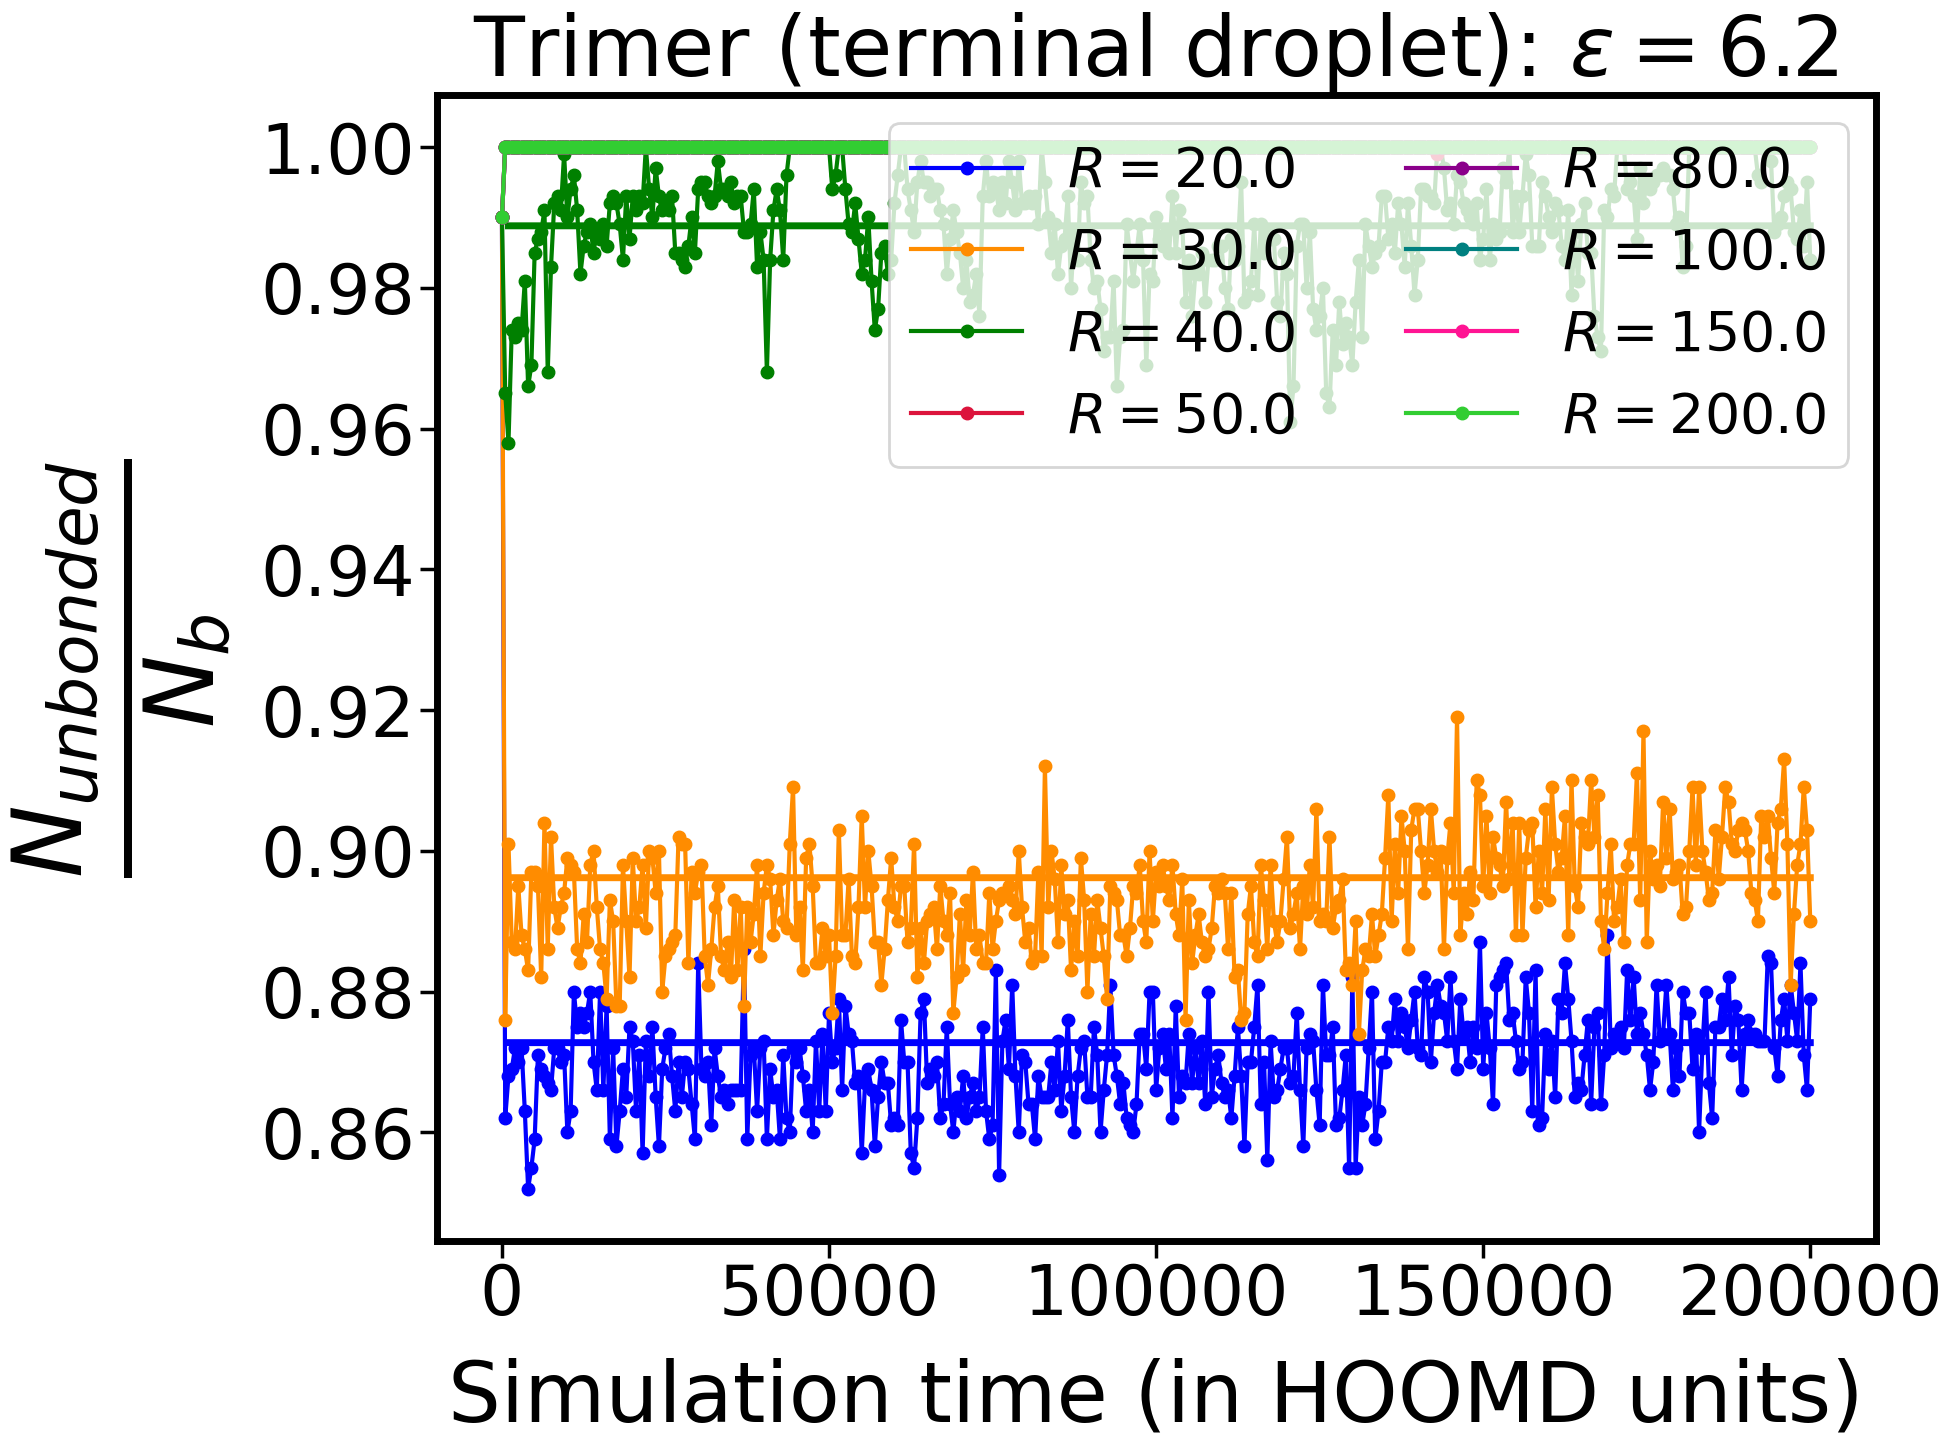 Trimer (terminal droplet): ε = 6.2
N_unbonded
N_b
1.00
0.98
0.96
0.94
0.92
0.90
0.88
0.86
R = 20.0
R = 30.0
R = 40.0
R = 50.0
R = 80.0
R = 100.0
R = 150.0
R = 200.0
0 50000 100000 150000 200000
Simulation time (in HOOMD units)